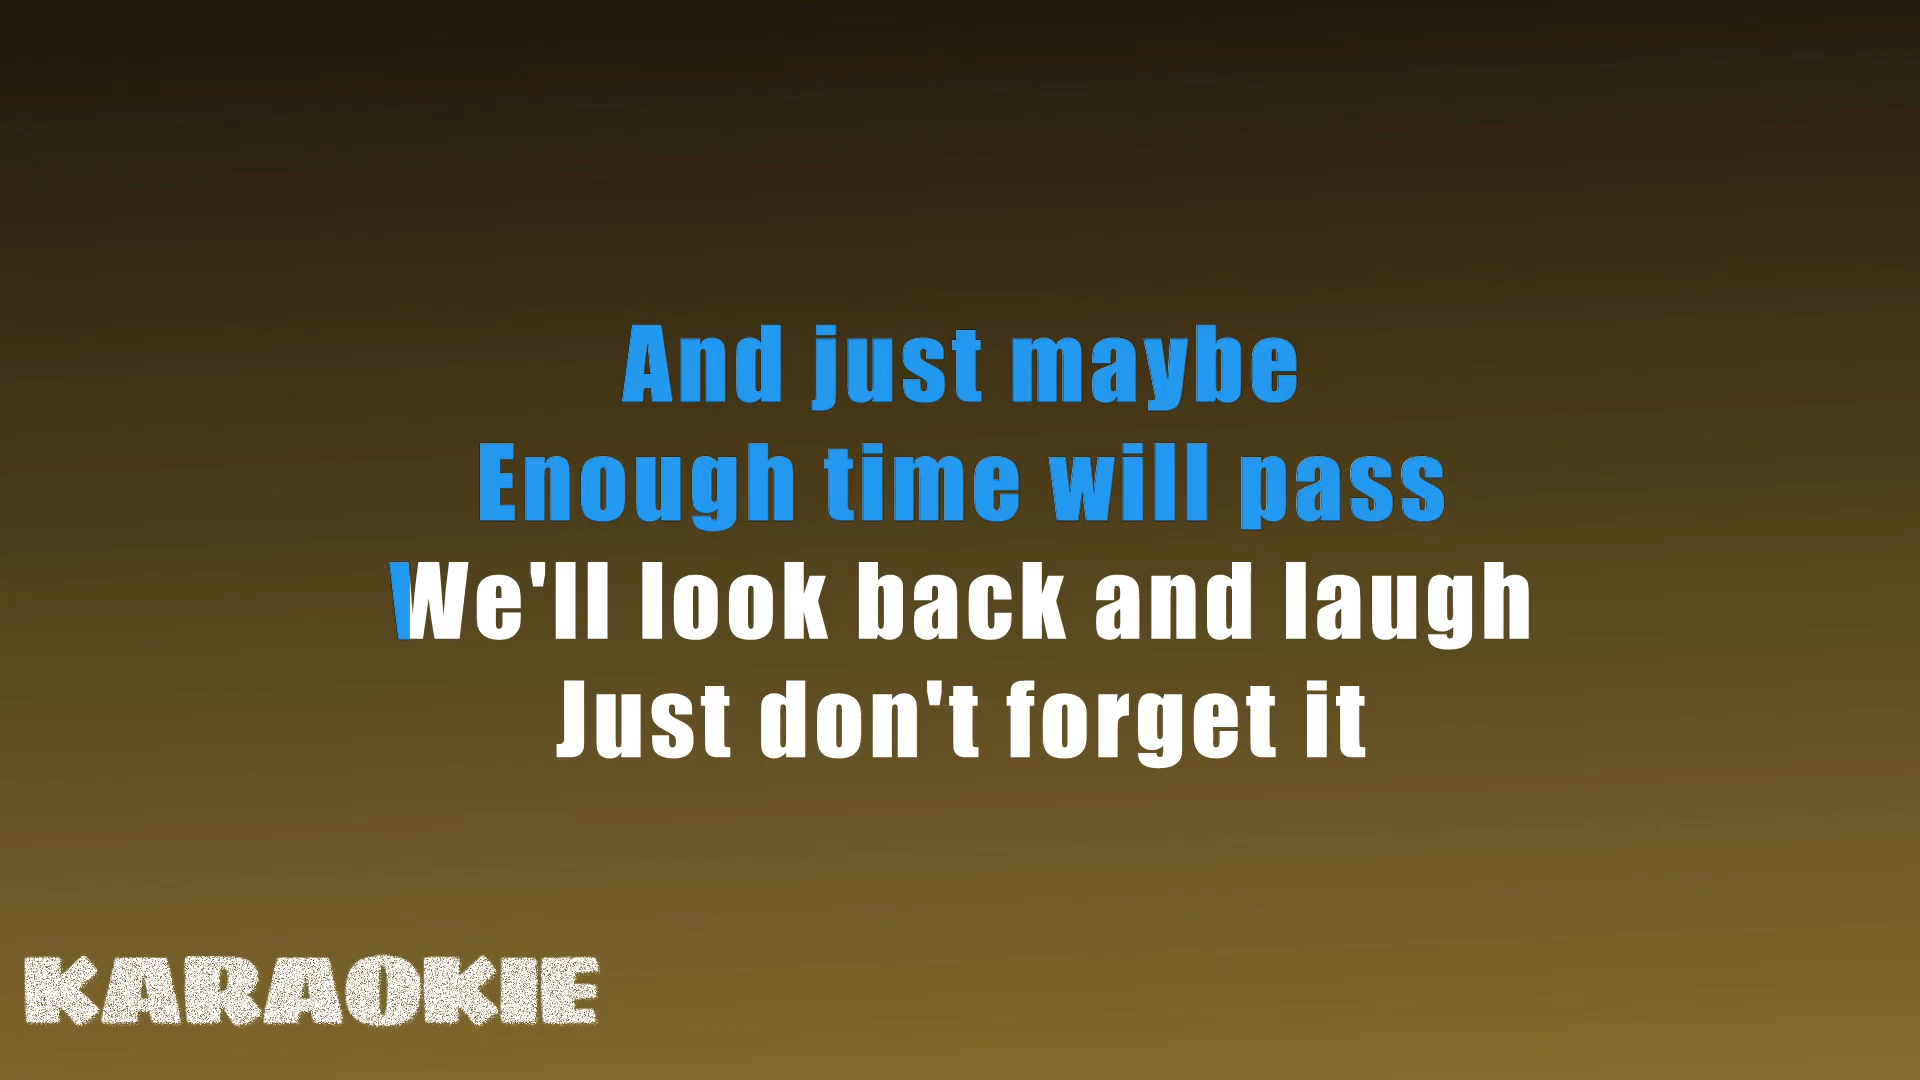 And just maybe
Enough time will pass
We'll look back and laugh
Just don't forget it
KARAOKIE